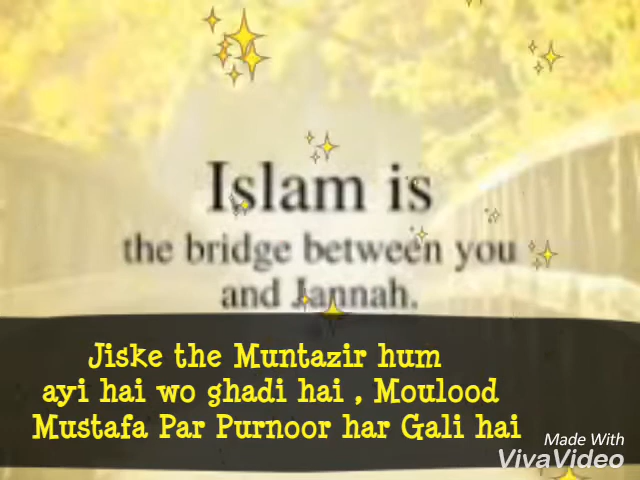 Islam is
the bridge between you
and Jannah.
Jiske the Muntazir hum
ayi hai wo ghadi hai , Moulood
Mustafa Par Purnoor har Gali hai
Made With
VivaVideo